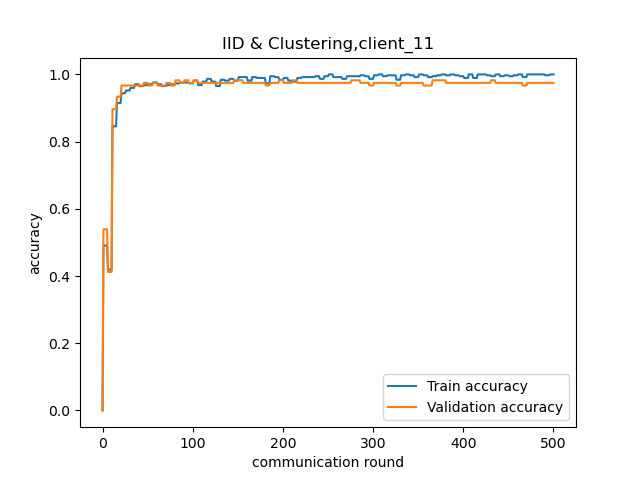 IID & Clustering,client_11
accuracy
1.0
0.8
0.6
0.4
0.2
0.0
0 100 200 300 400 500
communication round
Train accuracy
Validation accuracy